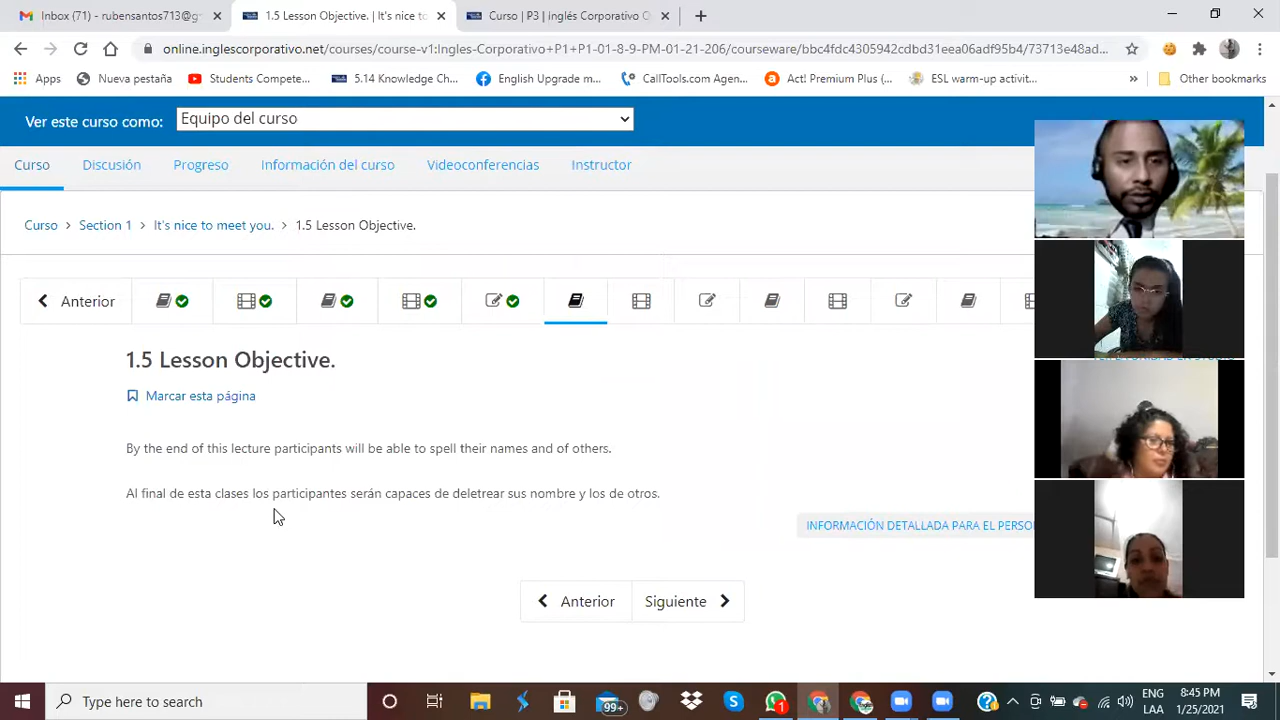 Inbox (71) - rubensantos713@g
1.5 Lesson Objective. | It's nice to
Curso | P3 | inglés Corporativo O
online.inglescorporativo.net/courses/course-v1:Ingles-Corporativo+P1+P1-01-8-9-PM-01-21-206/courseware/bbc4fdc4305942cdbd31eea06adf95b4/73713e48ad...
Apps
Nueva pestaña
Students Compete...
5.14 Knowledge Ch...
English Upgrade m...
CallTools.com Agen...
Act! Premium Plus (...
ESL warm-up activit...
»
Other bookmarks
Ver este curso como:
Equipo del curso
Curso
Discusión
Progreso
Información del curso
Videoconferencias
Instructor
Curso > Section 1 > It's nice to meet you. > 1.5 Lesson Objective.
Anterior
1.5 Lesson Objective.
Marcar esta página
By the end of this lecture participants will be able to spell their names and of others.
Al final de esta clases los participantes serán capaces de deletrear sus nombre y los de otros.
INFORMACIÓN DETALLADA PARA EL PERSO
Anterior
Siguiente
Type here to search
99+
1
ENG
LAA
8:45 PM
1/25/2021